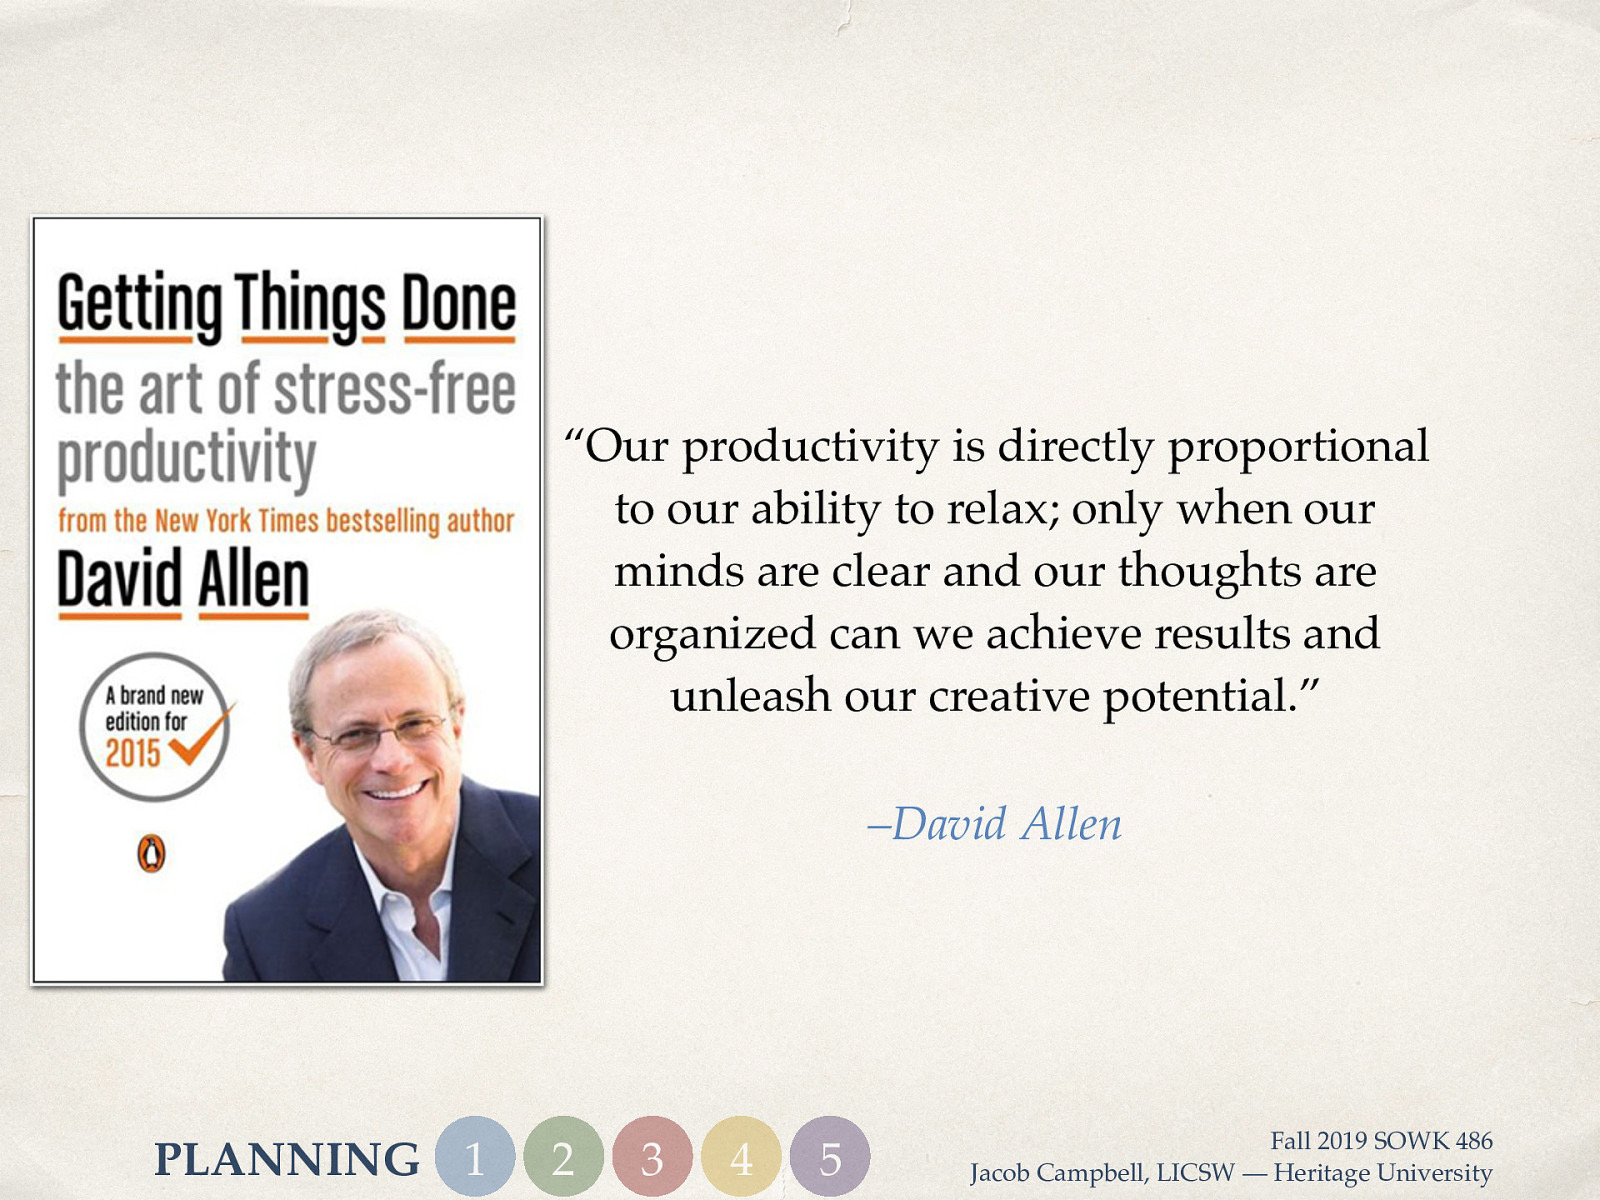 Getting Things Done
the art of stress-free
productivity
from the New York Times bestselling author
David Allen
A brand new
edition for
2015
“Our productivity is directly proportional
to our ability to relax; only when our
minds are clear and our thoughts are
organized can we achieve results and
unleash our creative potential.”
–David Allen
PLANNING 1 2 3 4 5
Fall 2019 SOWK 486
Jacob Campbell, LICSW — Heritage University